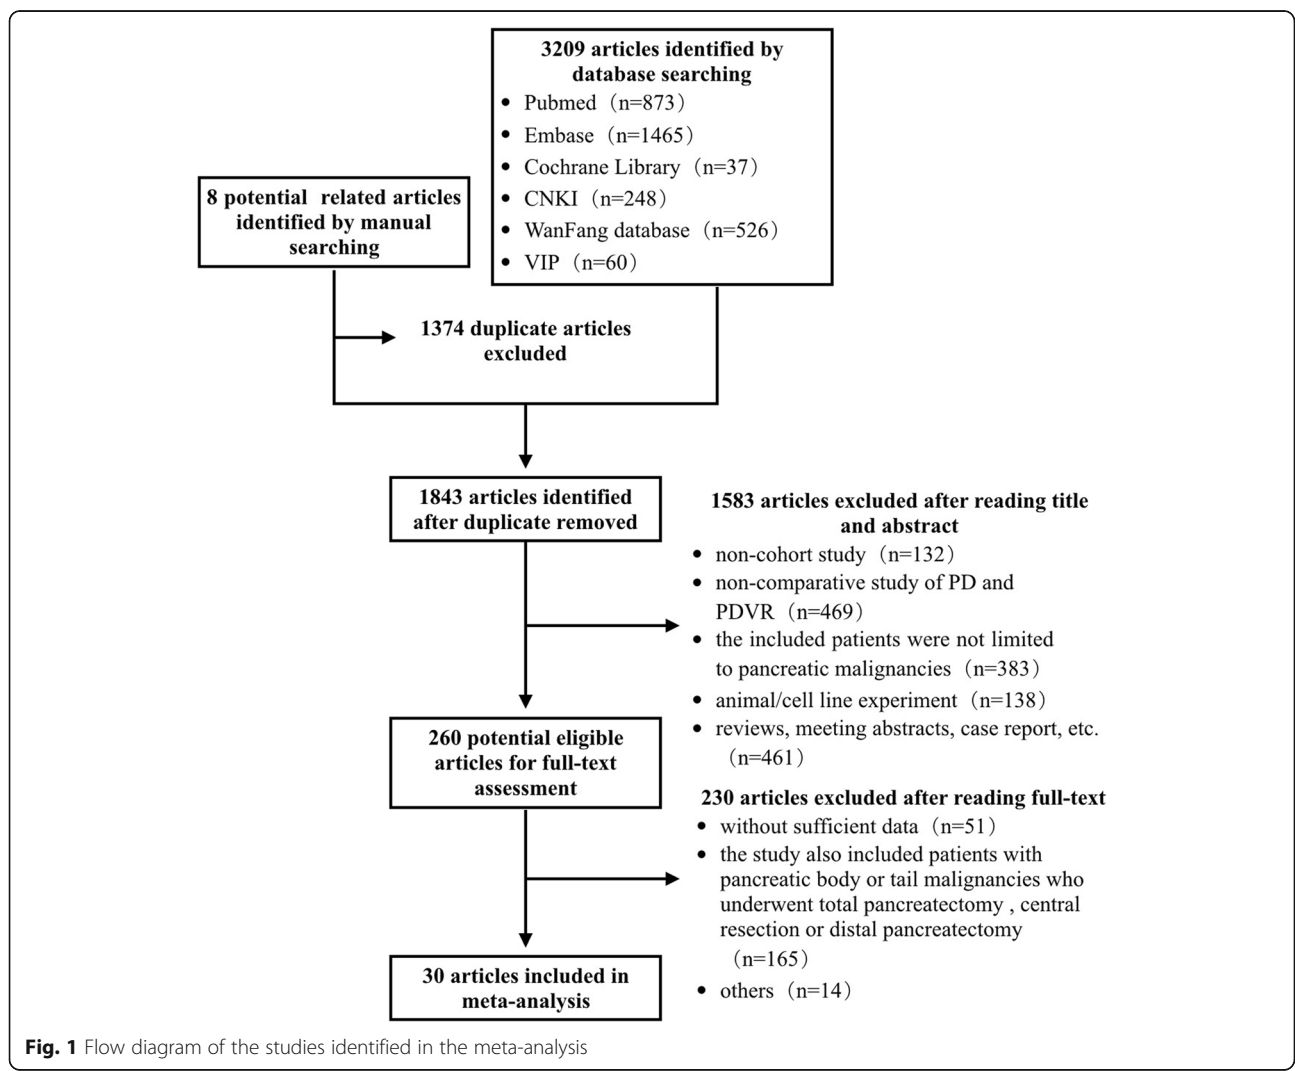 3209 articles identified by
database searching
• Pubmed（n=873）
• Embase（n=1465）
• Cochrane Library（n=37）
• CNKI（n=248）
• WanFang database（n=526）
• VIP（n=60）
8 potential related articles
identified by manual
searching
1374 duplicate articles
excluded
1843 articles identified
after duplicate removed
1583 articles excluded after reading title
and abstract
• non-cohort study（n=132）
• non-comparative study of PD and
PDVR（n=469）
• the included patients were not limited
to pancreatic malignancies（n=383）
• animal/cell line experiment（n=138）
• reviews, meeting abstracts, case report, etc.
（n=461）
260 potential eligible
articles for full-text
assessment
230 articles excluded after reading full-text
• without sufficient data（n=51）
• the study also included patients with
pancreatic body or tail malignancies who
underwent total pancreatectomy , central
resection or distal pancreatectomy
（n=165）
• others（n=14）
30 articles included in
meta-analysis
Fig. 1 Flow diagram of the studies identified in the meta-analysis